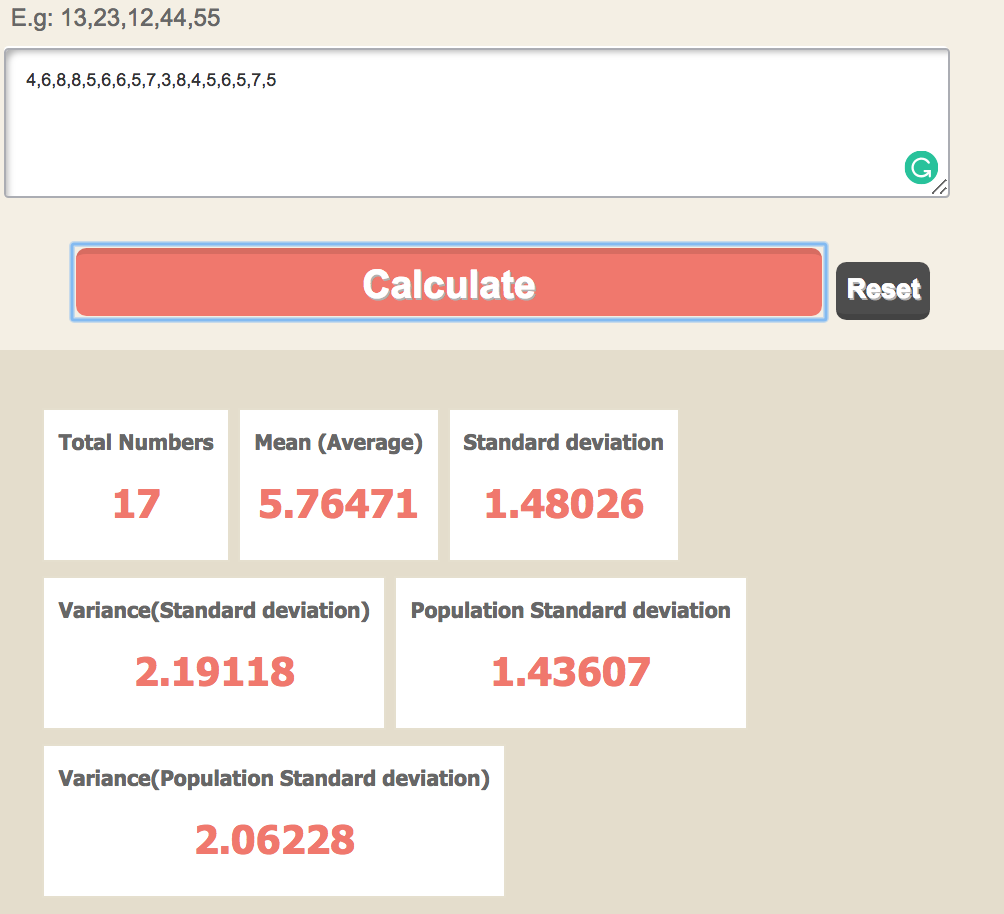 E.g: 13,23,12,44,55
4,6,8,8,5,6,6,5,7,3,8,4,5,6,5,7,5
Calculate
Reset
Total Numbers
17
Mean (Average)
5.76471
Standard deviation
1.48026
Variance(Standard deviation)
2.19118
Population Standard deviation
1.43607
Variance(Population Standard deviation)
2.06228